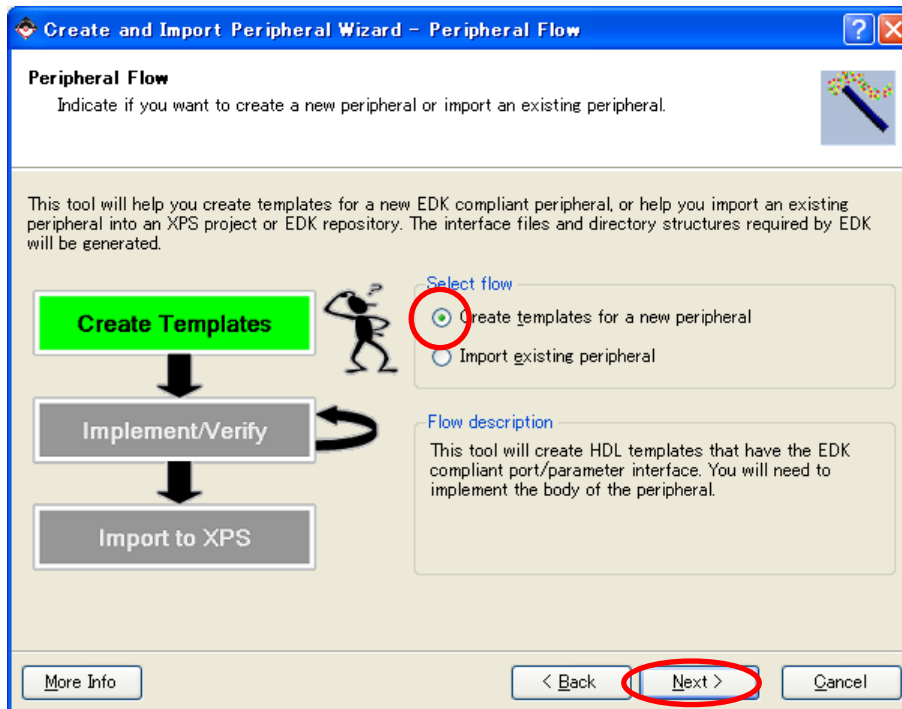 Create and Import Peripheral Wizard - Peripheral Flow
?
Peripheral Flow
Indicate if you want to create a new peripheral or import an existing peripheral.
This tool will help you create templates for a new EDK compliant peripheral, or help you import an existing
peripheral into an XPS project or EDK repository. The interface files and directory structures required by EDK
will be generated.
Create Templates
?
Implement/Verify
Import to XPS
Select flow
Create templates for a new peripheral
Import existing peripheral
Flow description
This tool will create HDL templates that have the EDK
compliant port/parameter interface. You will need to
implement the body of the peripheral.
More Info
< Back
Next >
Cancel